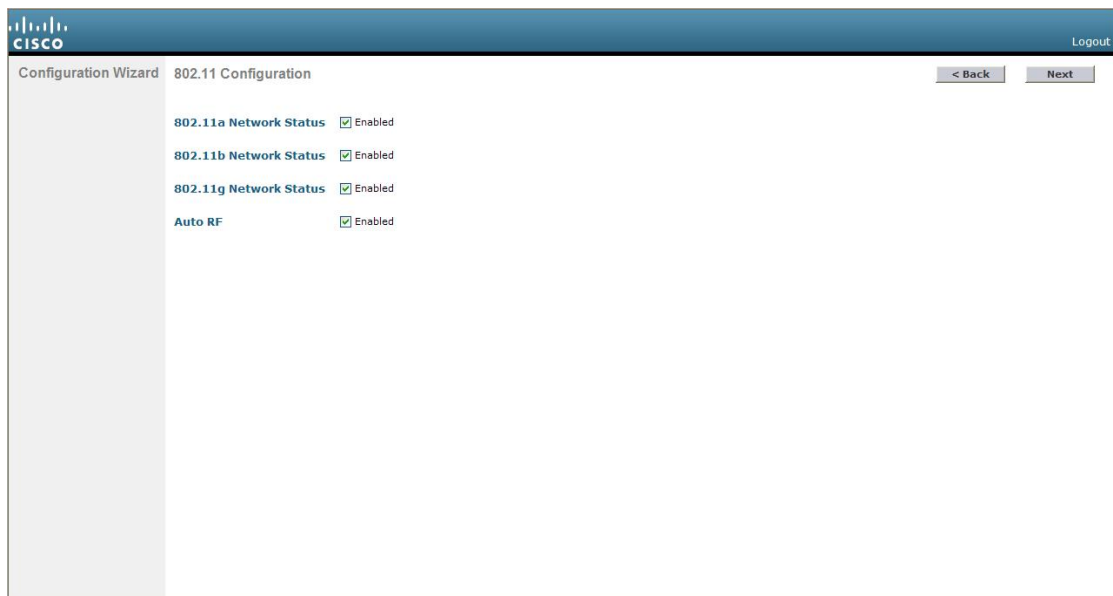 CISCO
Logout
Configuration Wizard
802.11 Configuration
< Back
Next
802.11a Network Status Enabled
802.11b Network Status Enabled
802.11g Network Status Enabled
Auto RF Enabled